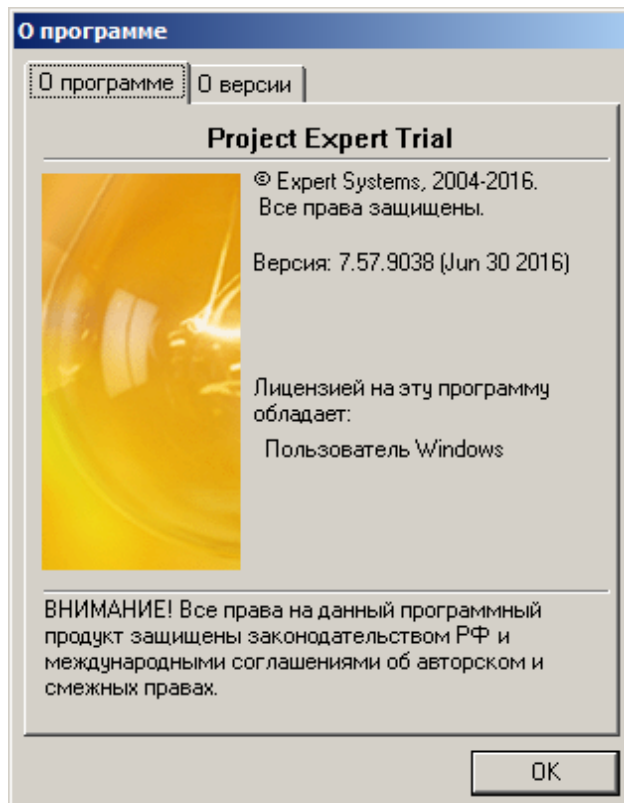 О программе
О программе
О версии
Project Expert Trial
© Expert Systems, 2004-2016.
Все права защищены.
Версия: 7.57.9038 (Jun 30 2016)
Лицензией на эту программу
обладает:
Пользователь Windows
ВНИМАНИЕ! Все права на данный программный
продукт защищены законодательством РФ и
международными соглашениями об авторском и
смежных правах.
OK